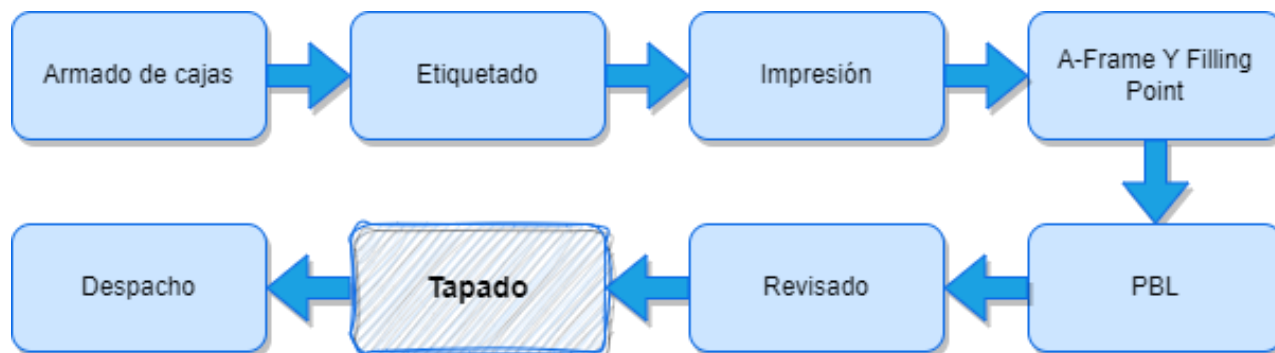 Armado de cajas
Etiquetado
Impresión
A-Frame Y Filling
Point
Despacho
Tapado
Revisado
PBL